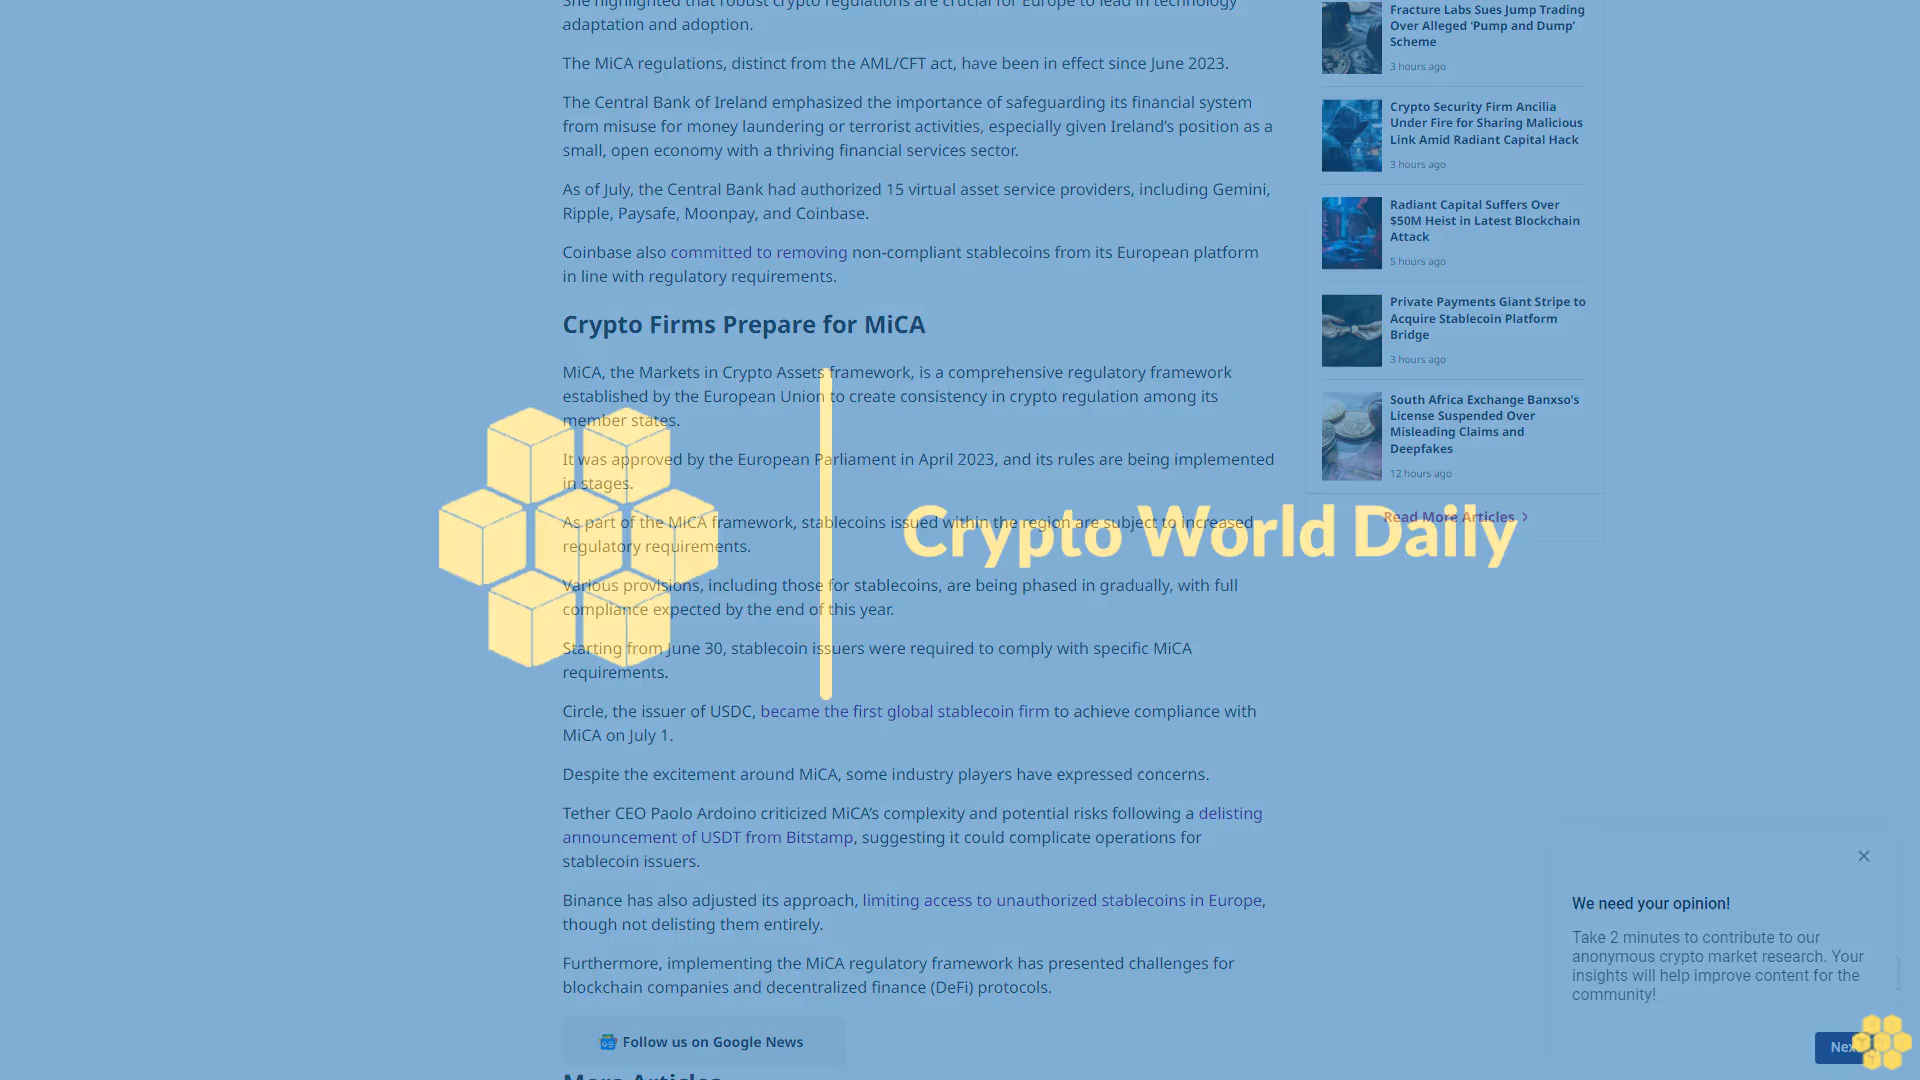 She highlighted that robust crypto regulations are crucial for Europe to lead in technology
adaptation and adoption.
The MiCA regulations, distinct from the AML/CFT act, have been in effect since June 2023.
The Central Bank of Ireland emphasized the importance of safeguarding its financial system
from misuse for money laundering or terrorist activities, especially given Ireland's position as a
small, open economy with a thriving financial services sector.
As of July, the Central Bank had authorized 15 virtual asset service providers, including Gemini,
Ripple, Paysafe, Moonpay, and Coinbase.
Coinbase also committed to removing non-compliant stablecoins from its European platform
in line with regulatory requirements.
Crypto Firms Prepare for MiCA
MiCA, the Markets in Crypto Assets framework, is a comprehensive regulatory framework
established by the European Union to create consistency in crypto regulation among its
member states.
It was approved by the European Parliament in April 2023, and its rules are being implemented
in stages.
As part of the MiCA framework, stablecoins issued within the region are subject to increased
regulatory requirements.
Various provisions, including those for stablecoins, are being phased in gradually, with full
compliance expected by the end of this year.
Starting from June 30, stablecoin issuers were required to comply with specific MiCA
requirements.
Circle, the issuer of USDC, became the first global stablecoin firm to achieve compliance with
MiCA on July 1.
Despite the excitement around MiCA, some industry players have expressed concerns.
Tether CEO Paolo Ardoino criticized MiCA's complexity and potential risks following a delisting
announcement of USDT from Bitstamp, suggesting it could complicate operations for
stablecoin issuers.
Binance has also adjusted its approach, limiting access to unauthorized stablecoins in Europe,
though not delisting them entirely.
Furthermore, implementing the MiCA regulatory framework has presented challenges for
blockchain companies and decentralized finance (DeFi) protocols.
Follow us on Google News
More Articles
Fracture Labs Sues Jump Trading
Over Alleged 'Pump and Dump'
Scheme
3 hours ago
Crypto Security Firm Ancilia
Under Fire for Sharing Malicious
Link Amid Radiant Capital Hack
3 hours ago
Radiant Capital Suffers Over
$50M Heist in Latest Blockchain
Attack
5 hours ago
Private Payments Giant Stripe to
Acquire Stablecoin Platform
Bridge
3 hours ago
South Africa Exchange Banxso's
License Suspended Over
Misleading Claims and
Deepfakes
12 hours ago
Read More Articles
Crypto World Daily
We need your opinion!
Take 2 minutes to contribute to our
anonymous crypto market research. Your
insights will help improve content for the
community!